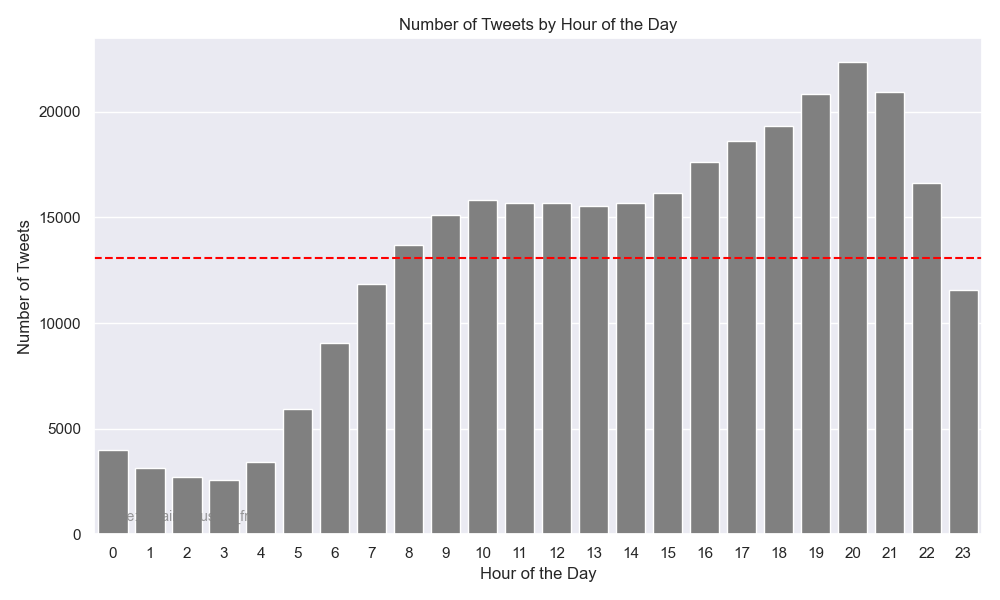 Number of Tweets by Hour of the Day
Number of Tweets
20000
15000
10000
5000
0
0 1 2 3 4 5 6 7 8 9 10 11 12 13 14 15 16 17 18 19 20 21 22 23
Hour of the Day